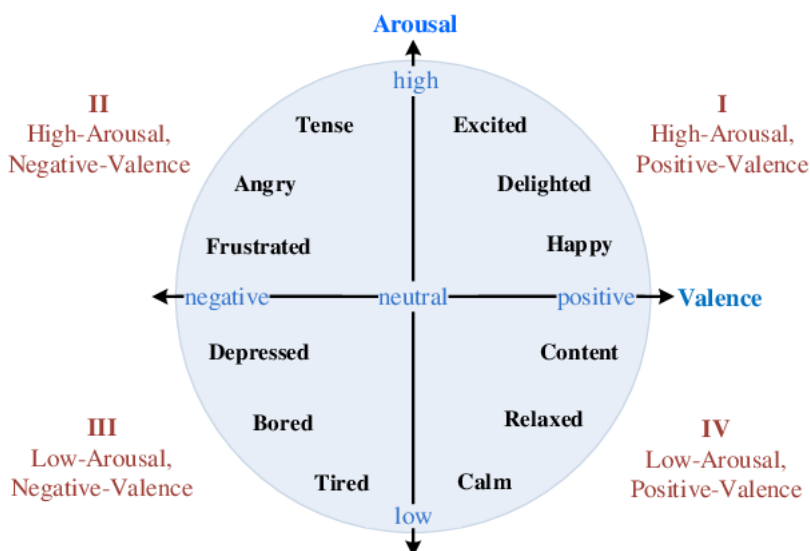 Arousal
high
II
High-Arousal,
Negative-Valence
I
High-Arousal,
Positive-Valence
Tense
Excited
Angry
Delighted
Frustrated
Happy
negative
neutral
positive
Valence
Depressed
Content
Bored
Relaxed
Tired
Calm
III
Low-Arousal,
Negative-Valence
IV
Low-Arousal,
Positive-Valence
low